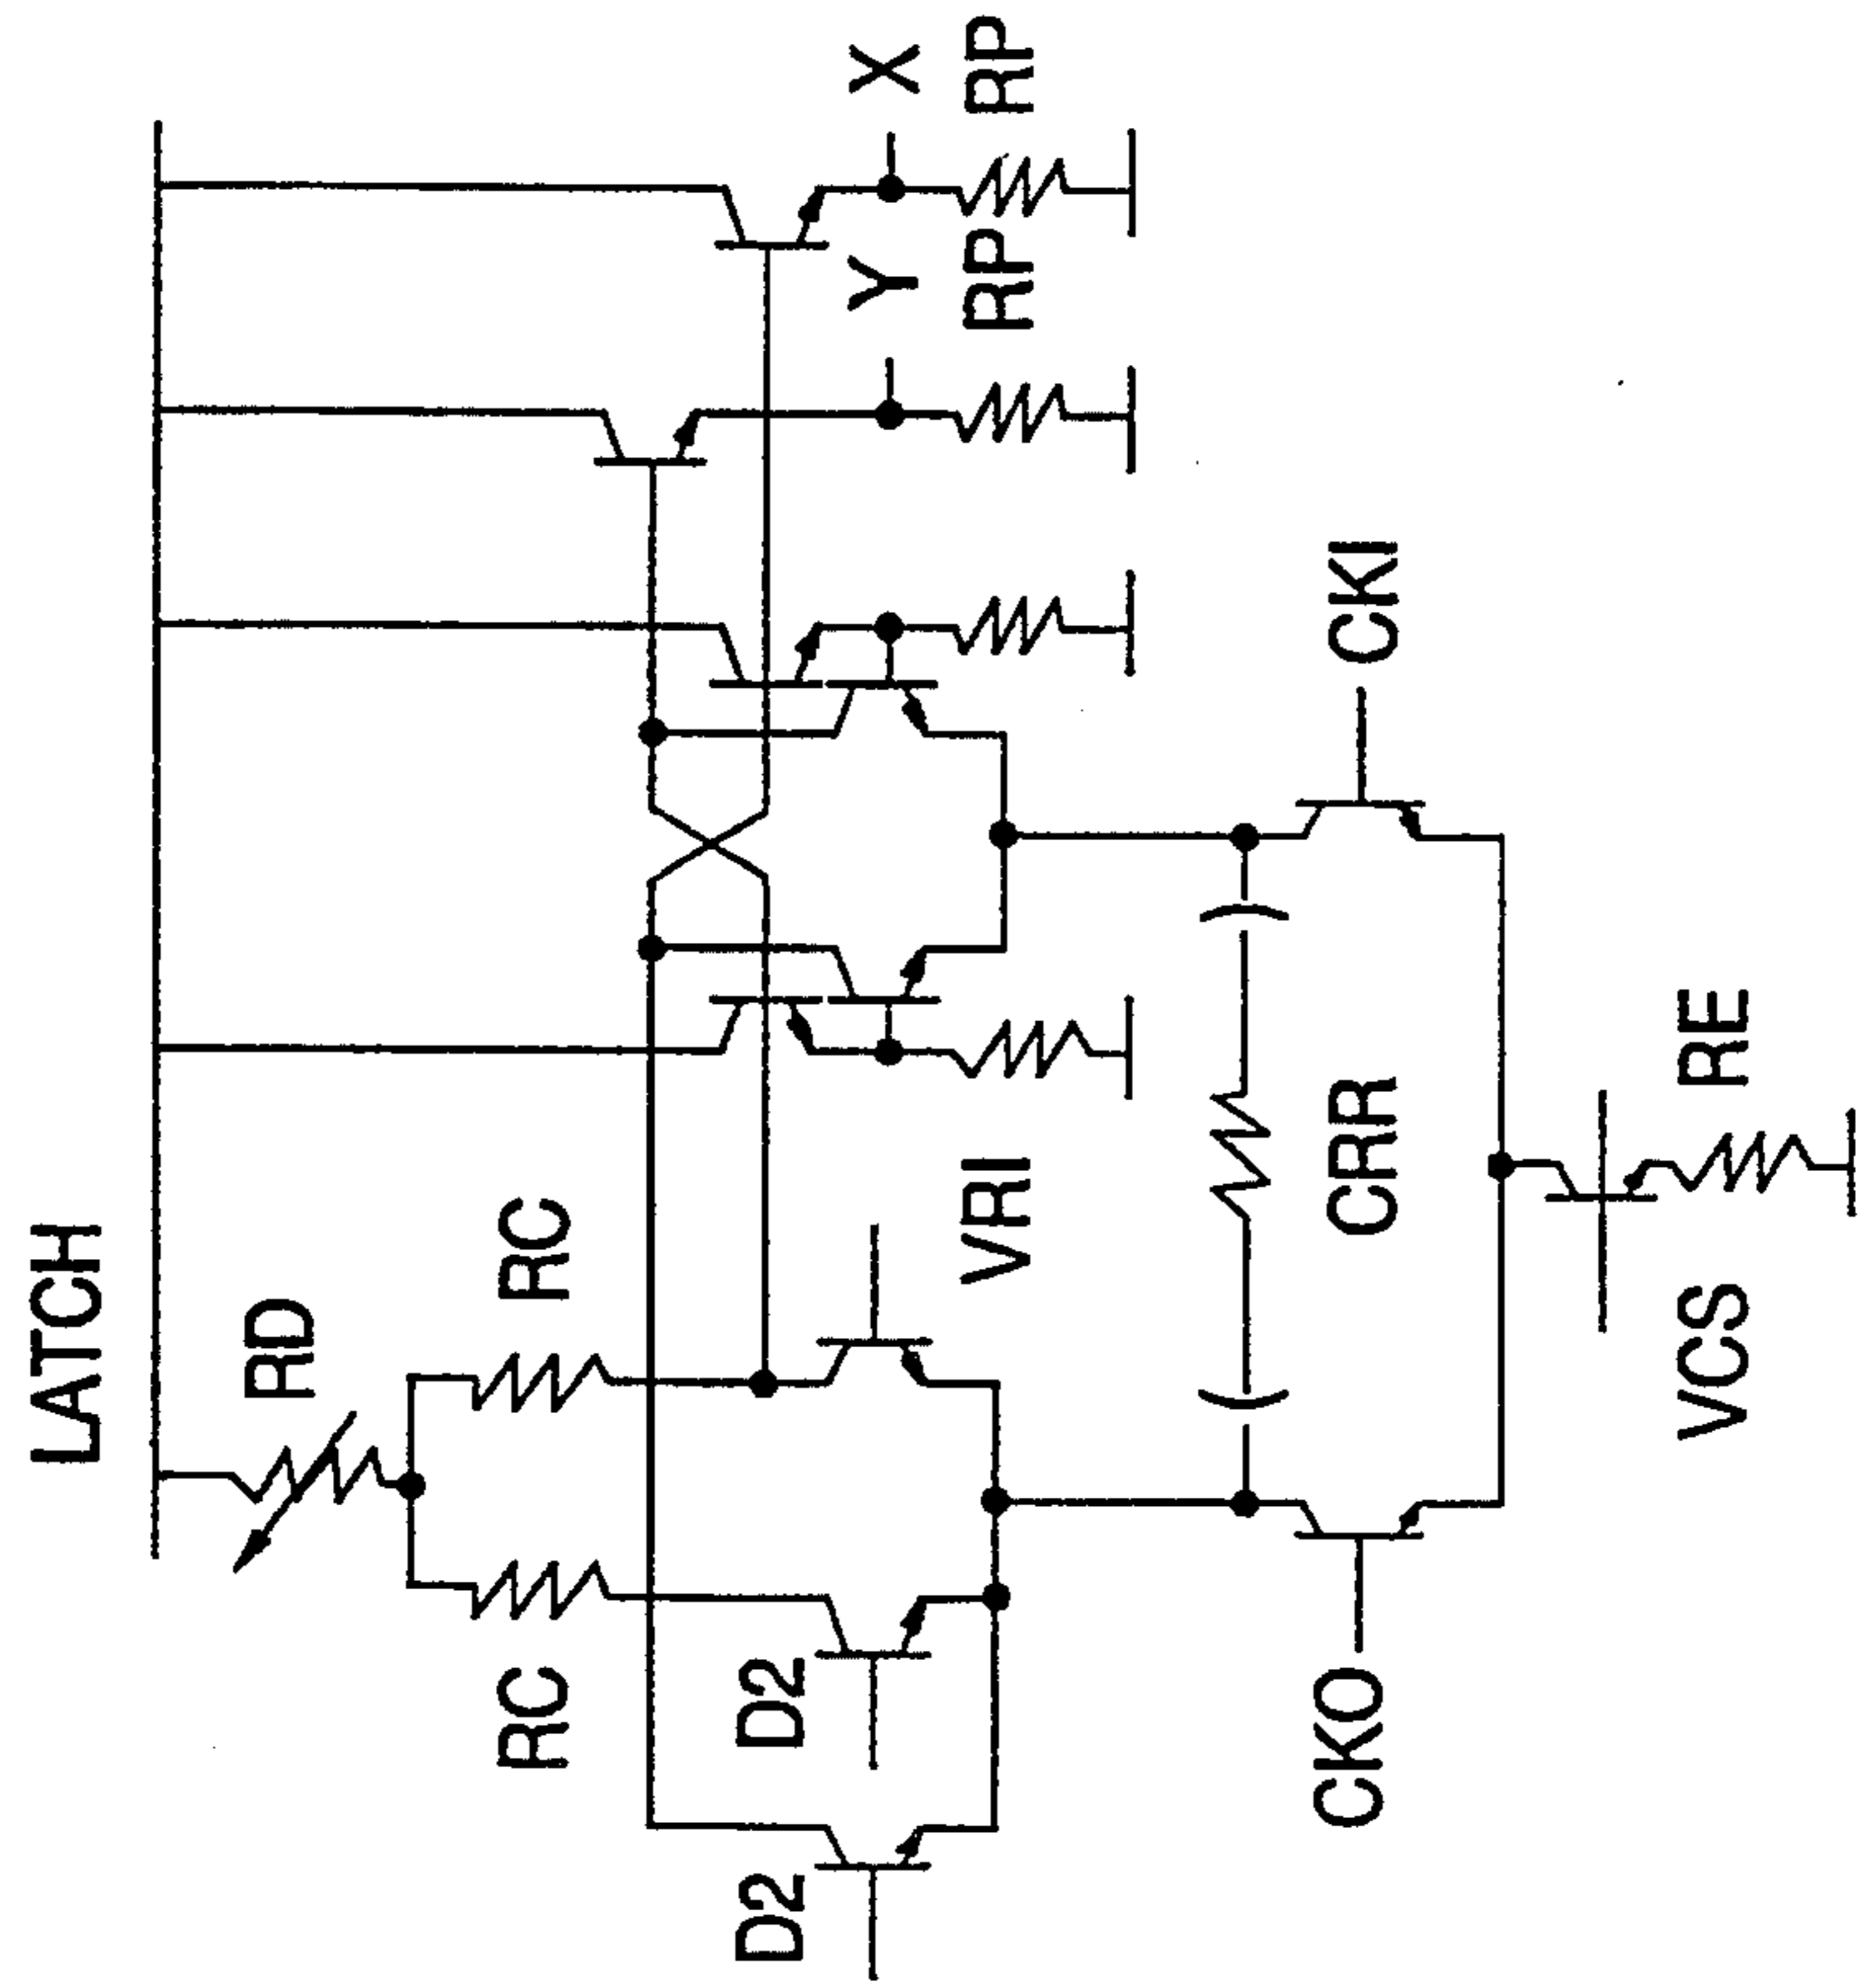 LATCH
RD
RC
RC
D2
D2
Y
X
VRI
RP
RP
CKO
CRR
CKI
VCS
RE